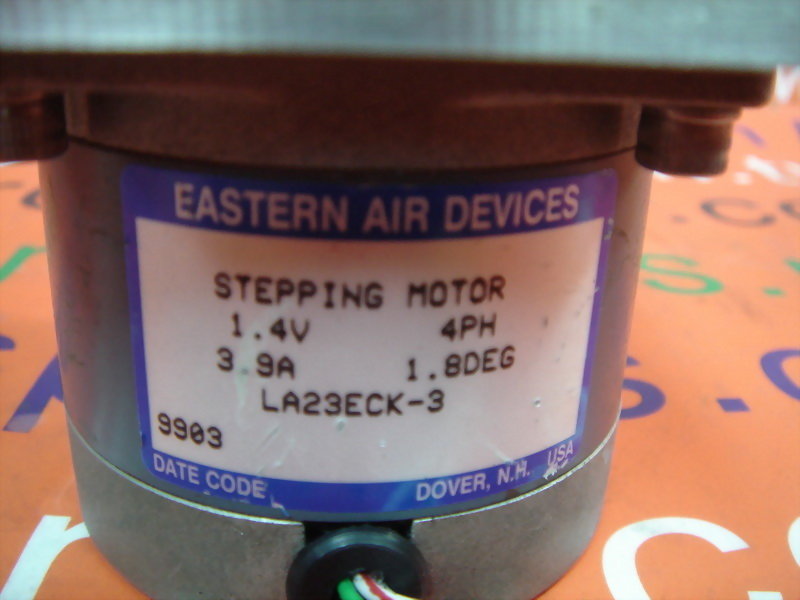 EASTERN AIR DEVICES
STEPPING MOTOR
1.4V 4PH
3.9A 1.8DEG
LA23ECK-3
9903
DATE CODE DOVER, N.H. USA